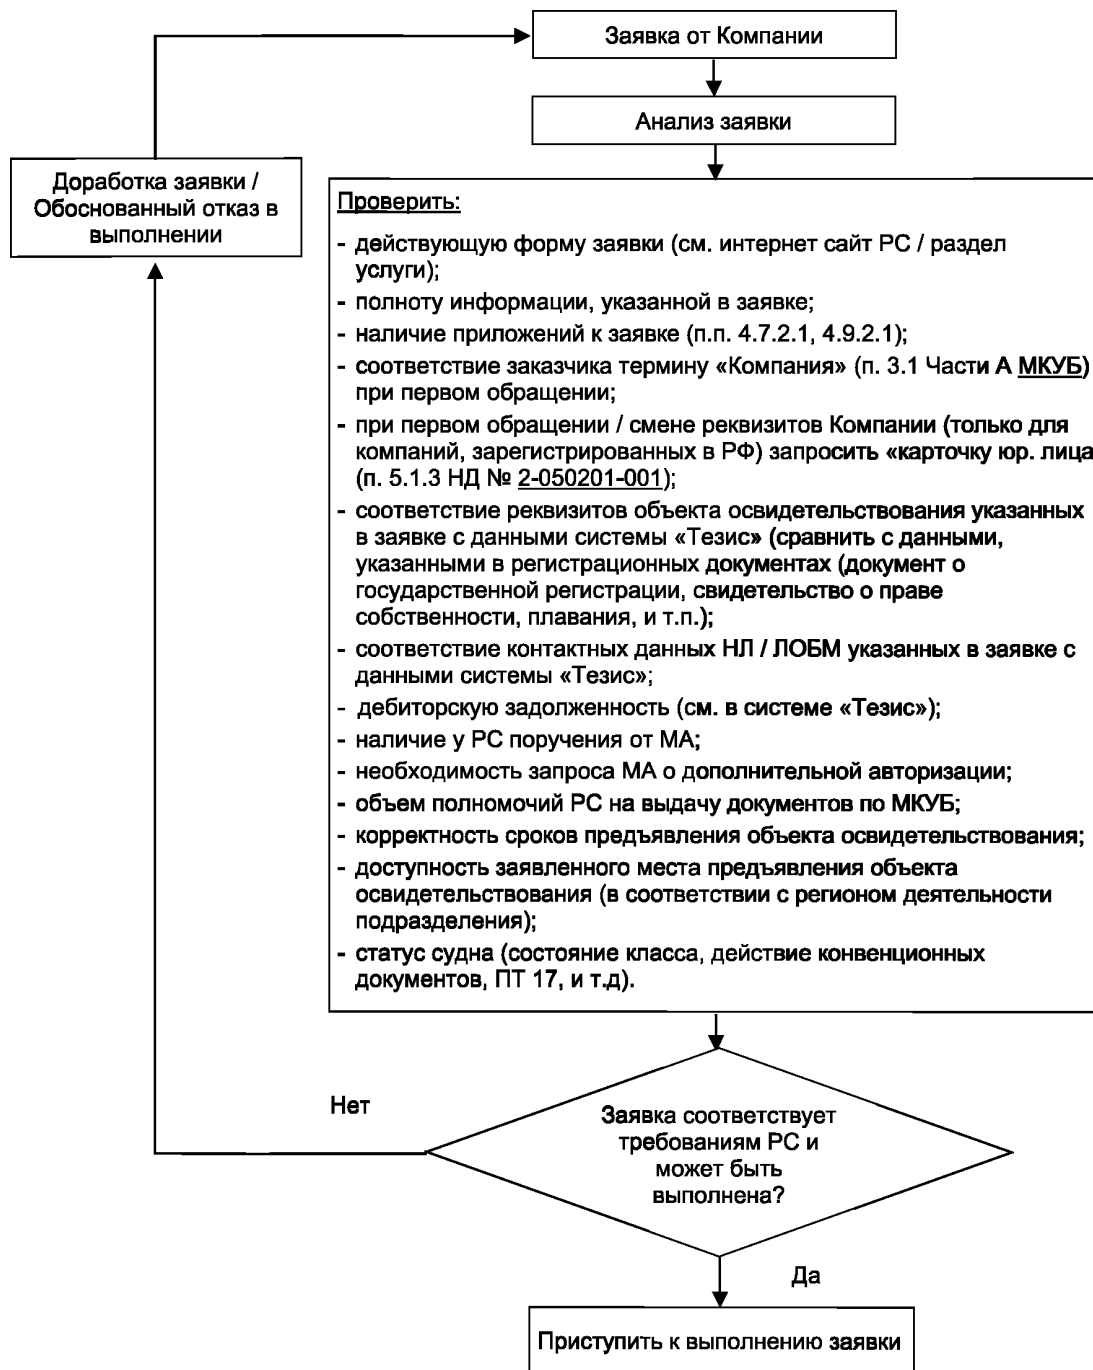 Заявка от Компании
Анализ заявки
Доработка заявки /
Обоснованный отказ в
выполнении
Проверить:
- действующую форму заявки (см. интернет сайт РС / раздел
услуги);
- полноту информации, указанной в заявке;
- наличие приложений к заявке (п.п. 4.7.2.1, 4.9.2.1);
- соответствие заказчика термину «Компания» (п. 3.1 Части А МКУБ)
при первом обращении;
- при первом обращении / смене реквизитов Компании (только для
компаний, зарегистрированных в РФ) запросить «карточку юр. лица
(п. 5.1.3 НД № 2-050201-001);
- соответствие реквизитов объекта освидетельствования указанных
в заявке с данными системы «Тезис» (сравнить с данными,
указанными в регистрационных документах (документ о
государственной регистрации, свидетельство о праве
собственности, плавания, и т.п.);
- соответствие контактных данных НЛ / ЛОБМ указанных в заявке с
данными системы «Тезис»;
- дебиторскую задолженность (см. в системе «Тезис»);
- наличие у РС поручения от МА;
- необходимость запроса МА о дополнительной авторизации;
- объем полномочий РС на выдачу документов по МКУБ;
- корректность сроков предъявления объекта освидетельствования;
- доступность заявленного места предъявления объекта
освидетельствования (в соответствии с регионом деятельности
подразделения);
- статус судна (состояние класса, действие конвенционных
документов, ПТ 17, и т.д).
Нет
Заявка соответствует
требованиям РС и
может быть
выполнена?
Да
Приступить к выполнению заявки